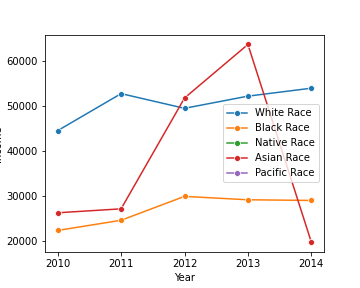 60000
50000
40000
30000
20000
White Race
Black Race
Native Race
Asian Race
Pacific Race
2010 2011 2012 2013 2014
Year